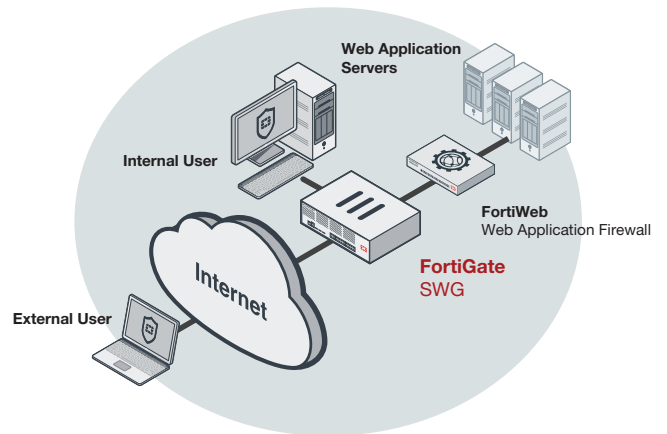 Web Application
Servers
Internal User
FortiWeb
Web Application Firewall
FortiGate
SWG
Internet
External User